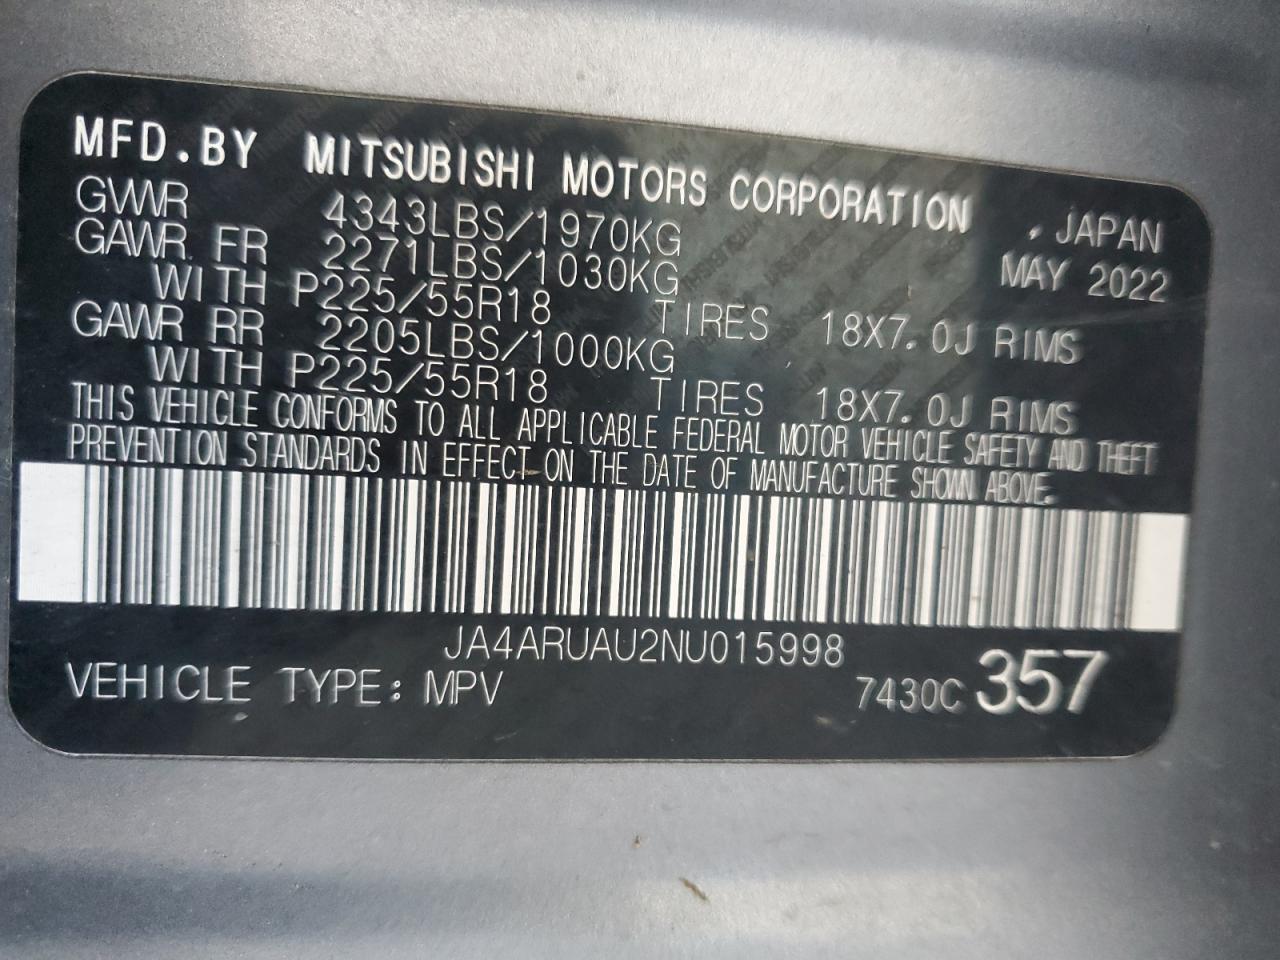 MFD.BY MITSUBISHI MOTORS CORPORATION , JAPAN
GVWR 4343LBS/1970KG MAY 2022
GAWR FR 2271LBS/1030KG
WITH P225/55R18 TIRES 18X7.0J RIMS
GAWR RR 2205LBS/1000KG
WITH P225/55R18 TIRES 18X7.0J RIMS
THIS VEHICLE CONFORMS TO ALL APPLICABLE FEDERAL MOTOR VEHICLE SAFETY AND THEFT
PREVENTION STANDARDS IN EFFECT ON THE DATE OF MANUFACTURE SHOWN ABOVE.
JA4ARUAU2NU015998
VEHICLE TYPE: MPV 7430C 357